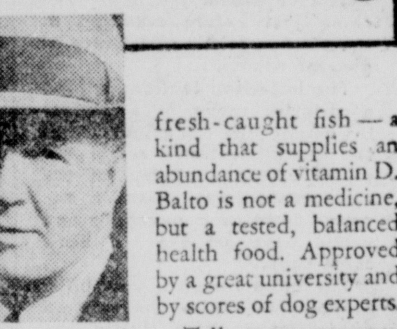 fresh-caught fish — a
kind that supplies an
abundance of vitamin D.
Balto is not a medicine,
but a tested, balanced
health food. Approved
by a great university and
by scores of dog experts.